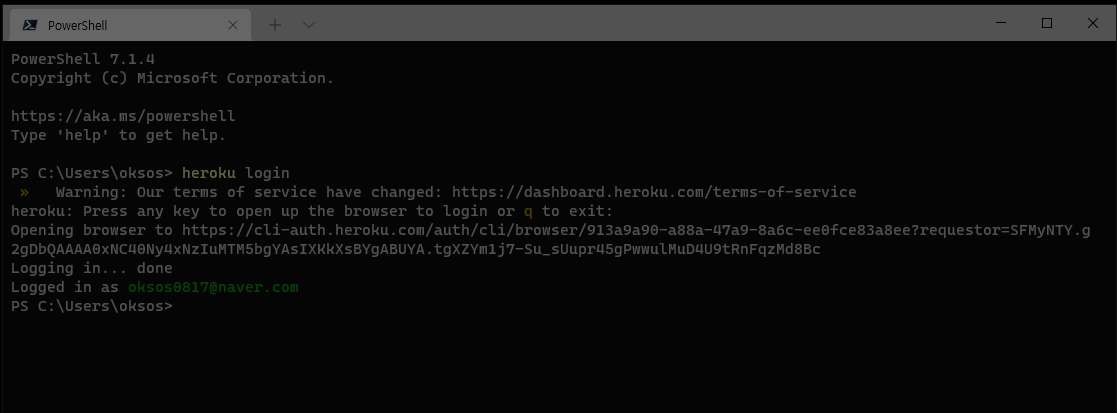 PowerShell
PowerShell 7.1.4
Copyright (c) Microsoft Corporation.
https://aka.ms/powershell
Type 'help' to get help.
PS C:\Users\oksos> heroku login
» Warning: Our terms of service have changed: https://dashboard.heroku.com/terms-of-service
heroku: Press any key to open up the browser to login or q to exit:
Opening browser to https://cli-auth.heroku.com/auth/cli/browser/913a9a90-a88a-47a9-8a6c-ee0fce83a8ee?requestor=SFMyNTY.g
2gDbQAAAA0xNC40Ny4xNzIuMTM5bgYAsIXKkXsBYgABUYA.tgXZYm1j7-Su_sUupr45gPwwulMuD4U9tRnFqzMd8Bc
Logging in... done
Logged in as oksos0817@naver.com
PS C:\Users\oksos>